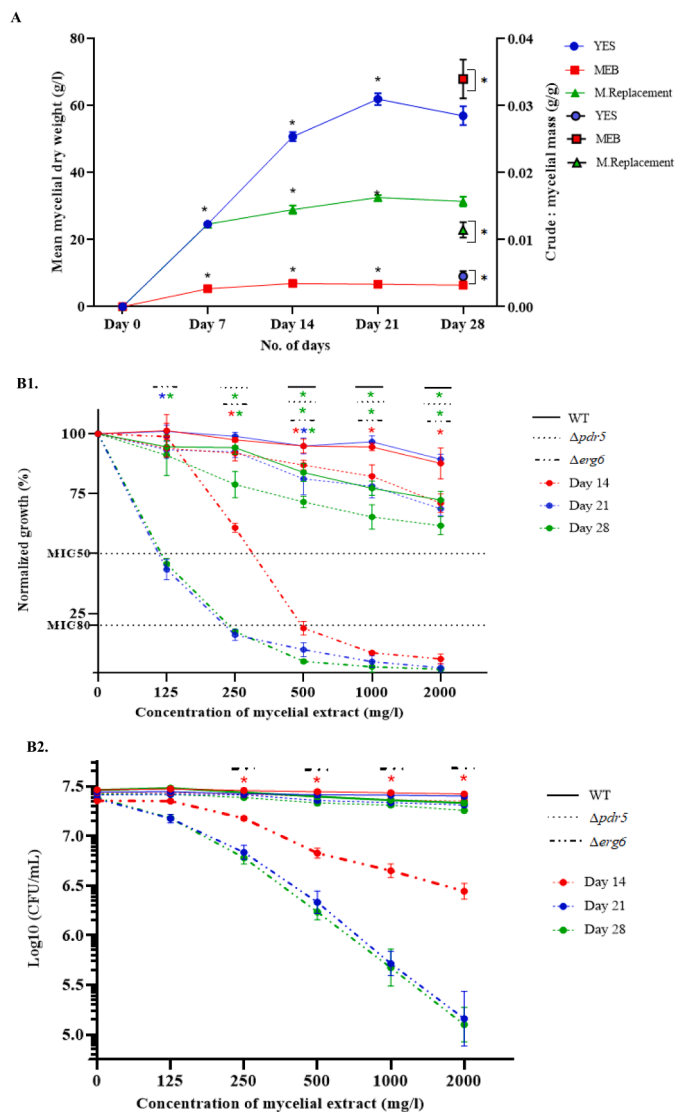 A
80
60
40
20
0
Mean mycelial dry weight (g/l)
Day 0
Day 7
Day 14
Day 21
Day 28
No. of days
0.04
0.03
0.02
0.01
0.00
Crude : mycelial mass (g/g)
* * *
* * *
* * *
*
*
*
YES
MEB
M.Replacement
YES
MEB
M.Replacement
B1.
** ** *** * *
* *
* *
* *
100
75
MIC50
25
MIC80
Normalized growth (%)
0
125
250
500
1000
2000
Concentration of mycelial extract (mg/l)
WT
Δpdr5
Δerg6
Day 14
Day 21
Day 28
B2.
* * * *
7.5
7.0
6.5
6.0
5.5
5.0
Log10 (CFU/mL)
0
125
250
500
1000
2000
Concentration of mycelial extract (mg/l)
WT
Δpdr5
Δerg6
Day 14
Day 21
Day 28